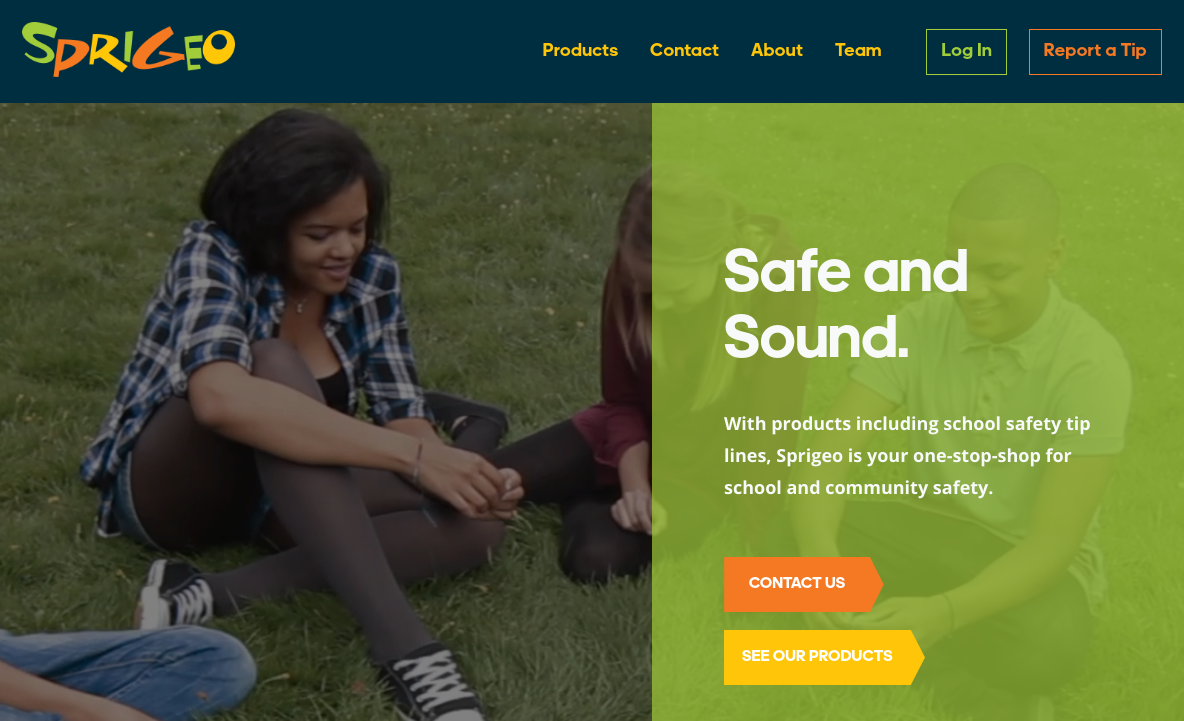 SPRIGEO
Products Contact About Team Log In Report a Tip
Safe and
Sound.
With products including school safety tip
lines, Sprigeo is your one-stop-shop for
school and community safety.
CONTACT US
SEE OUR PRODUCTS